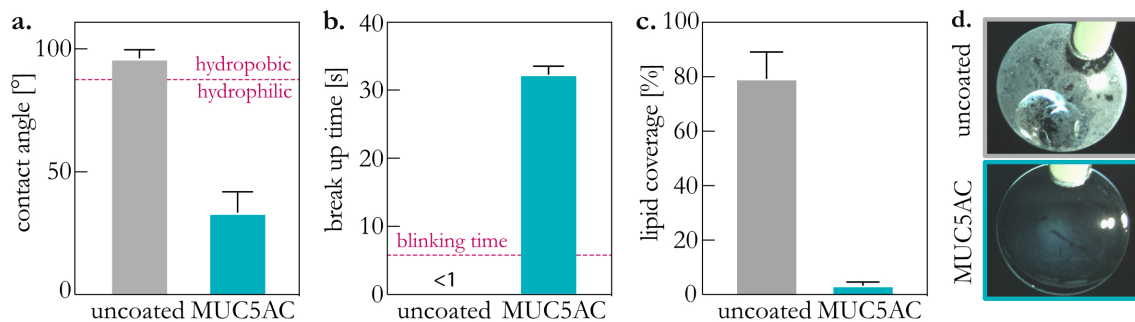 a.
contact angle [°]
100
50
0
hydropobic
hydrophilic
uncoated MUC5AC
b.
break up time [s]
40
30
20
10
0
blinking time
<1
uncoated MUC5AC
c.
lipid coverage [%]
100
80
60
40
20
0
uncoated MUC5AC
d.
uncoated
MUC5AC